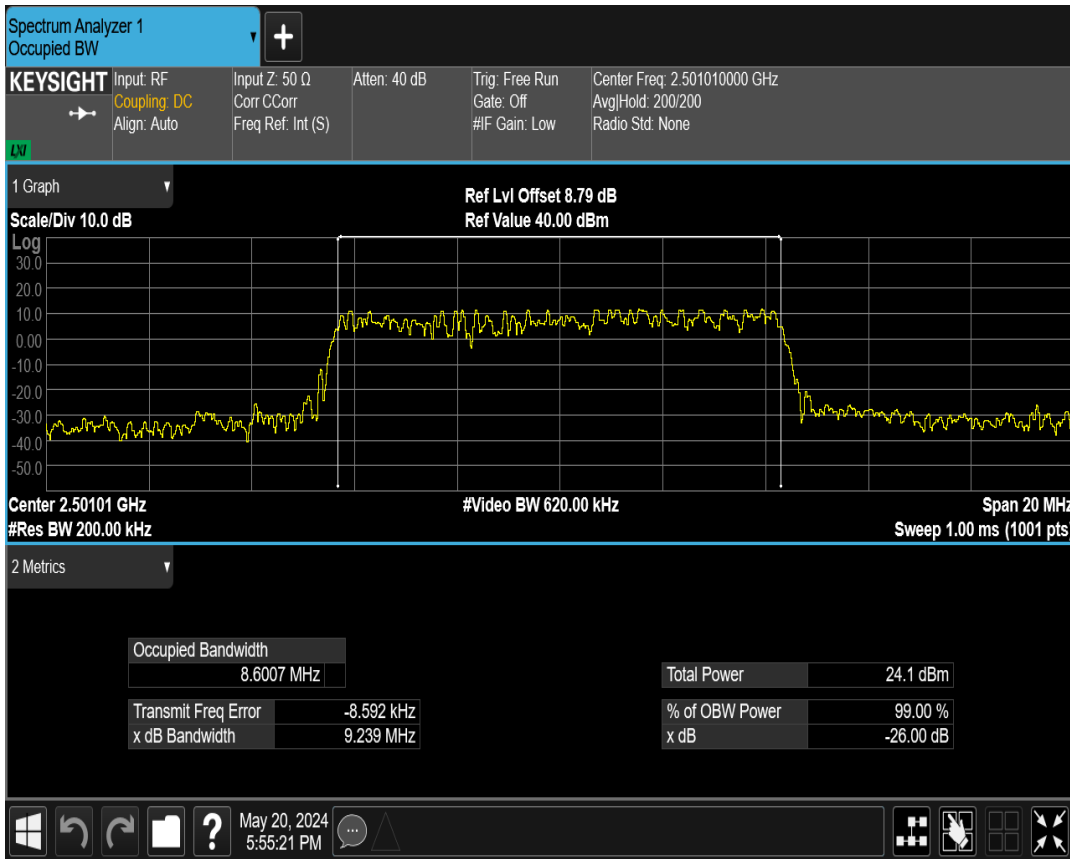 Spectrum Analyzer 1
Occupied BW
+
KEYSIGHT
LXI
Input: RF
Coupling: DC
Align: Auto
Input Z: 50 Ω
Corr CCorr
Freq Ref: Int (S)
Atten: 40 dB
Trig: Free Run
Gate: Off
#IF Gain: Low
Center Freq: 2.501010000 GHz
Avg|Hold: 200/200
Radio Std: None
1 Graph
Scale/Div 10.0 dB
Ref Lvl Offset 8.79 dB
Ref Value 40.00 dBm
Log
30.0
20.0
10.0
0.00
-10.0
-20.0
-30.0
-40.0
-50.0
Center 2.50101 GHz
#Video BW 620.00 kHz
Span 20 MHz
#Res BW 200.00 kHz
Sweep 1.00 ms (1001 pts)
2 Metrics
Occupied Bandwidth
8.6007 MHz
Total Power 24.1 dBm
Transmit Freq Error -8.592 kHz
% of OBW Power 99.00 %
x dB Bandwidth 9.239 MHz
x dB -26.00 dB
?
May 20, 2024
5:55:21 PM